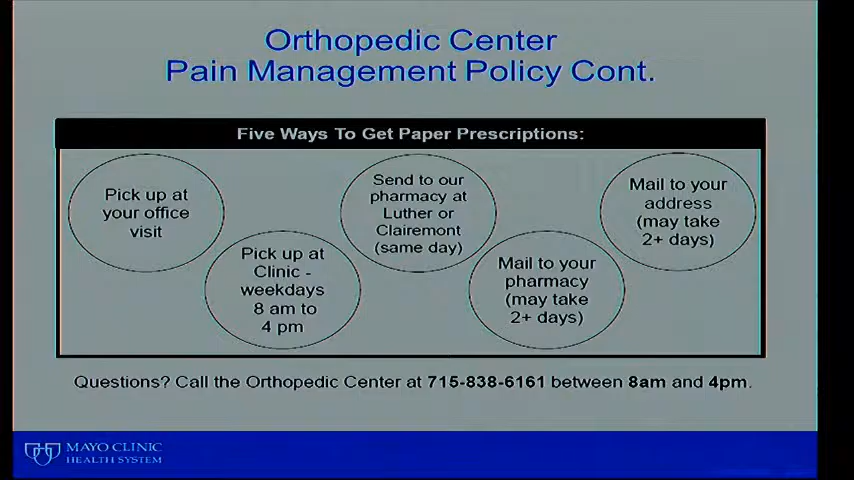 Orthopedic Center
Pain Management Policy Cont.
Five Ways To Get Paper Prescriptions:
Pick up at
your office
visit
Pick up at
Clinic -
weekdays
8 am to
4 pm
Send to our
pharmacy at
Luther or
Clairemont
(same day)
Mail to your
pharmacy
(may take
2+ days)
Mail to your
address
(may take
2+ days)
Questions? Call the Orthopedic Center at 715-838-6161 between 8am and 4pm.
MAYO CLINIC
HEALTH SYSTEM